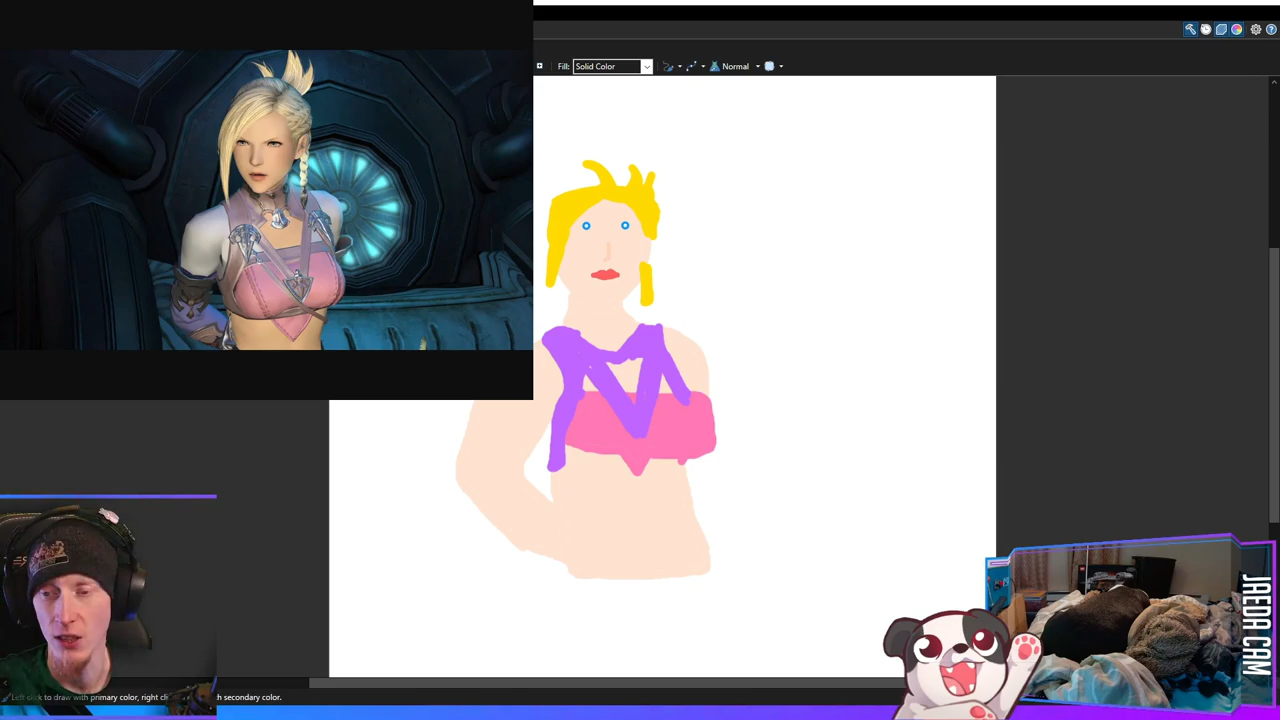 Fill: Solid Color Normal
Left click to draw with primary color, right cli h secondary color.
JAEDA CAM